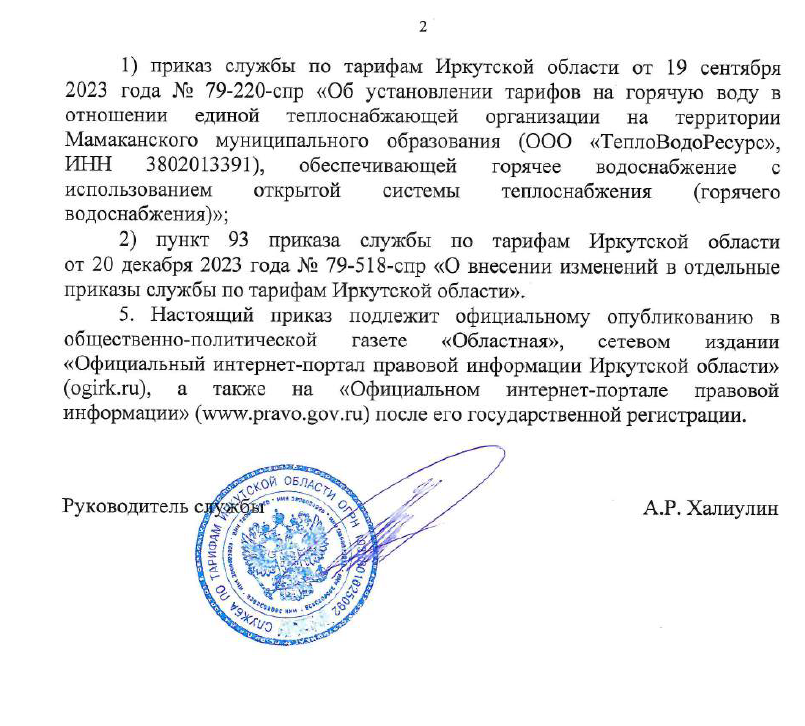 2
1) приказ службы по тарифам Иркутской области от 19 сентября
2023 года № 79-220-спр «Об установлении тарифов на горячую воду в
отношении единой теплоснабжающей организации на территории
Мамаканского муниципального образования (ООО «ТеплоВодоРесурс»,
ИНН 3802013391), обеспечивающей горячее водоснабжение с
использованием открытой системы теплоснабжения (горячего
водоснабжения)»;
2) пункт 93 приказа службы по тарифам Иркутской области
от 20 декабря 2023 года № 79-518-спр «О внесении изменений в отдельные
приказы службы по тарифам Иркутской области».
5. Настоящий приказ подлежит официальному опубликованию в
общественно-политической газете «Областная», сетевом издании
«Официальный интернет-портал правовой информации Иркутской области»
(ogirk.ru), а также на «Официальном интернет-портале правовой
информации» (www.pravo.gov.ru) после его государственной регистрации.
Руководитель службы
А.Р. Халиулин
СЛУЖБА ПО ТАРИФАМ ИРКУТСКОЙ ОБЛАСТИ ОГРН